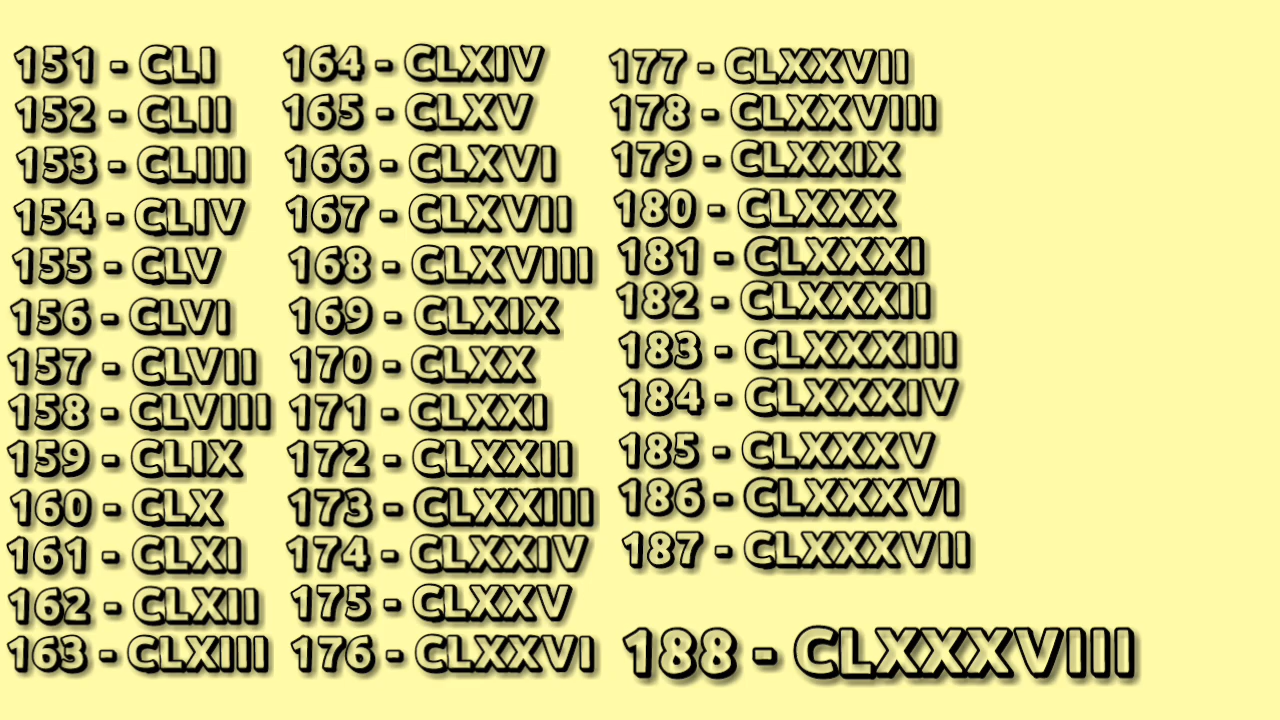 151 - CLI
152 - CLII
153 - CLIII
154 - CLIV
155 - CLV
156 - CLVI
157 - CLVII
158 - CLVIII
159 - CLIX
160 - CLX
161 - CLXI
162 - CLXII
163 - CLXIII
164 - CLXIV
165 - CLXV
166 - CLXVI
167 - CLXVII
168 - CLXVIII
169 - CLXIX
170 - CLXX
171 - CLXXI
172 - CLXXII
173 - CLXXIII
174 - CLXXIV
175 - CLXXV
176 - CLXXVI
177 - CLXXVII
178 - CLXXVIII
179 - CLXXIX
180 - CLXXX
181 - CLXXXI
182 - CLXXXII
183 - CLXXXIII
184 - CLXXXIV
185 - CLXXXV
186 - CLXXXVI
187 - CLXXXVII
188 - CLXXXVIII